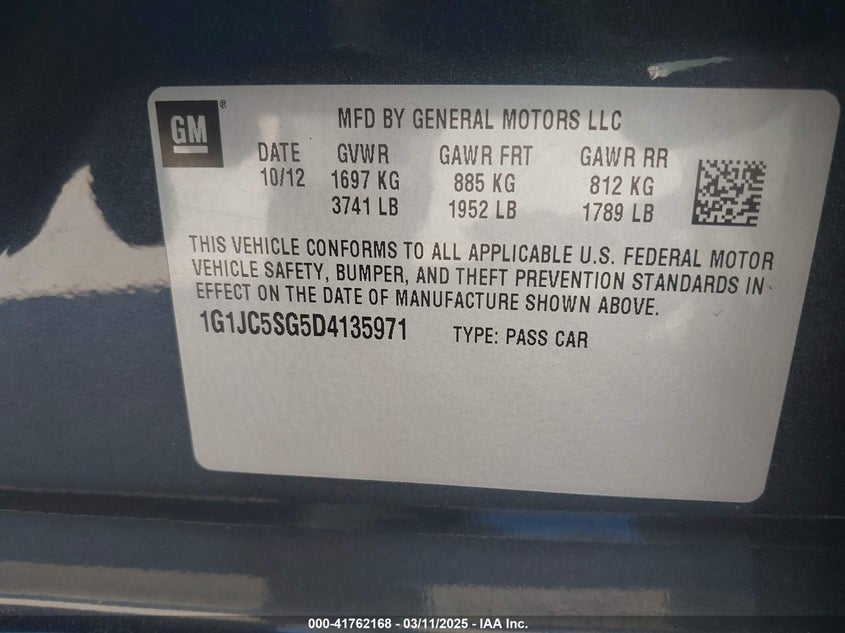 GM®
MFD BY GENERAL MOTORS LLC
DATE GVWR GAWR FRT GAWR RR
10/12 1697 KG 885 KG 812 KG
3741 LB 1952 LB 1789 LB
THIS VEHICLE CONFORMS TO ALL APPLICABLE U.S. FEDERAL MOTOR
VEHICLE SAFETY, BUMPER, AND THEFT PREVENTION STANDARDS IN
EFFECT ON THE DATE OF MANUFACTURE SHOWN ABOVE.
1G1JC5SG5D4135971 TYPE: PASS CAR
000-41762168 - 03/11/2025 - IAA Inc.